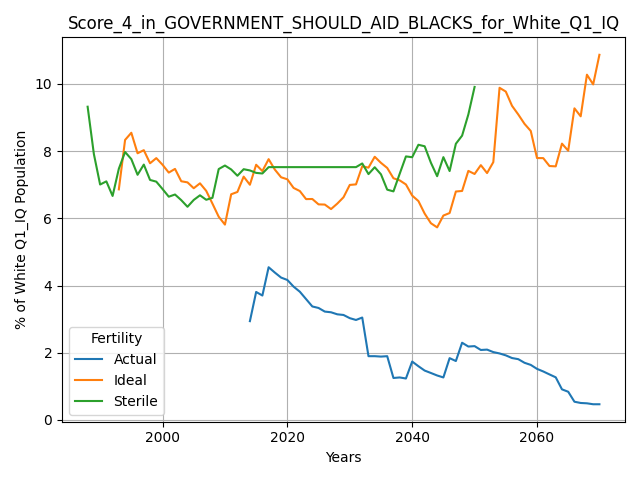 Score_4_in_GOVERNMENT_SHOULD_AID_BLACKS_for_White_Q1_IQ
% of White Q1_IQ Population
10
8
6
4
2
0
Fertility
Actual
Ideal
Sterile
2000
2020
2040
2060
Years